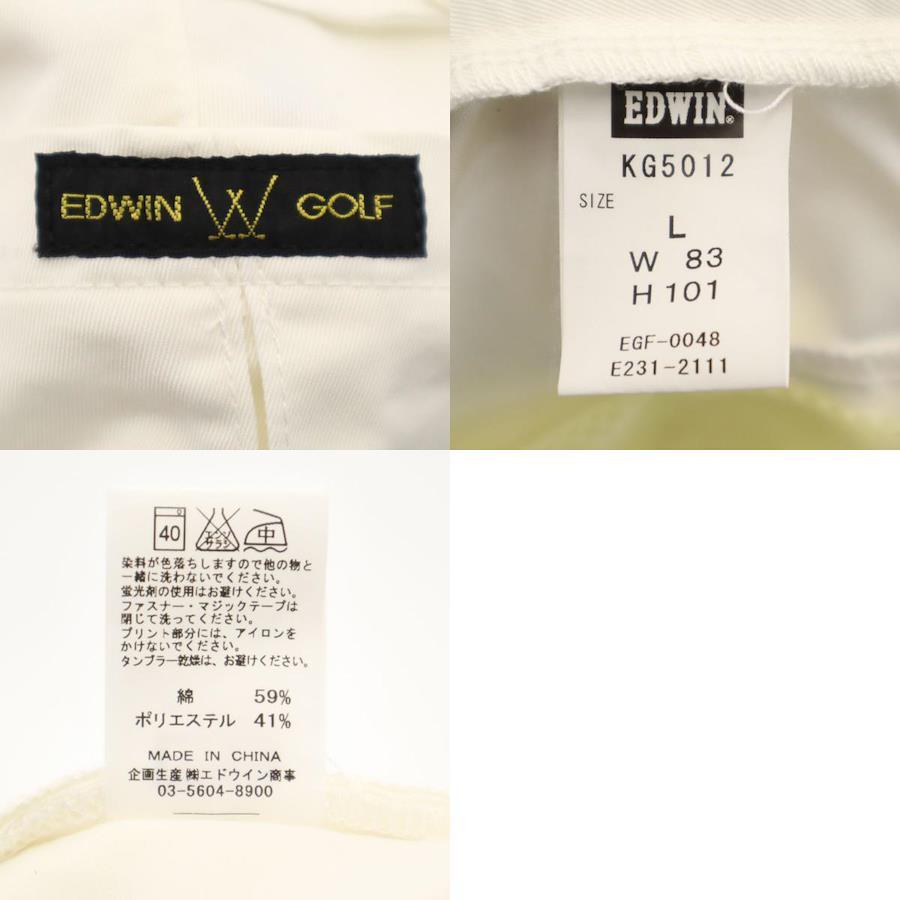 EDWIN GOLF
EDWIN®
KG5012
SIZE
L
W 83
H 101
EGF-0048
E231-2111
40 エンソサラシ 中
染料が色落ちしますので他の物と
一緒に洗わないでください。
蛍光剤の使用はお避けください。
ファスナー・マジックテープは
閉じて洗ってください。
プリント部分には、アイロンを
かけないでください。
タンブラー乾燥は、お避けください。
綿 59%
ポリエステル 41%
MADE IN CHINA
企画生産㈱エドウイン商事
03-5604-8900